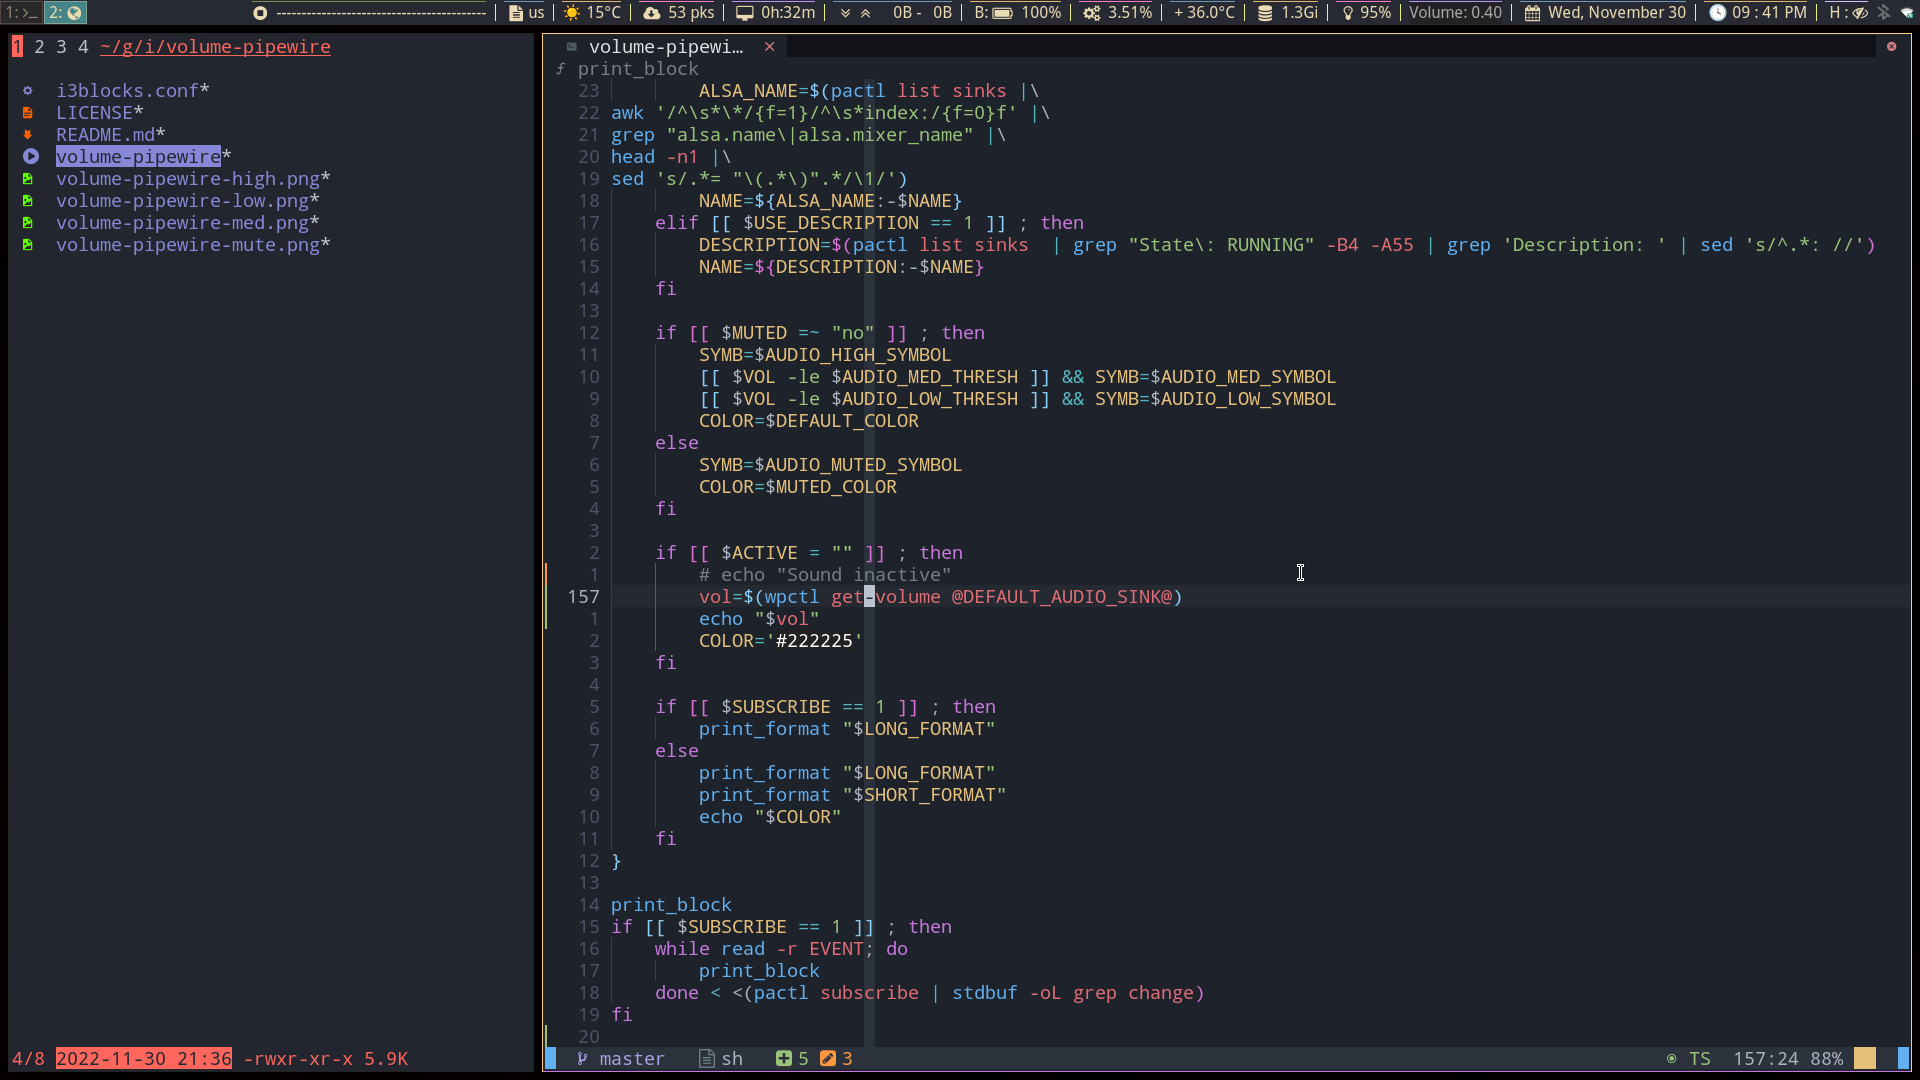 1:>_ 2: us 15°C 53 pks 0h:32m 0B - 0B B: 100% 3.51% + 36.0°C 1.3Gi 95% Volume: 0.40 Wed, November 30 09 : 41 PM H:
1 2 3 4 ~/g/i/volume-pipewire
i3blocks.conf*
LICENSE*
README.md*
volume-pipewire*
volume-pipewire-high.png*
volume-pipewire-low.png*
volume-pipewire-med.png*
volume-pipewire-mute.png*
4/8 2022-11-30 21:36 -rwxr-xr-x 5.9K
volume-pipewi… ×
ƒ print_block
23 ALSA_NAME=$(pactl list sinks |\
22 awk '/^\s*\*/{f=1}/^\s*index:/{f=0}f' |\
21 grep "alsa.name\|alsa.mixer_name" |\
20 head -n1 |\
19 sed 's/.*= "\(.*\)".*/\1/')
18 NAME=${ALSA_NAME:-$NAME}
17 elif [[ $USE_DESCRIPTION == 1 ]] ; then
16 DESCRIPTION=$(pactl list sinks  | grep "State\: RUNNING" -B4 -A55 | grep 'Description: ' | sed 's/^.*: //')
15 NAME=${DESCRIPTION:-$NAME}
14 fi
13
12 if [[ $MUTED =~ "no" ]] ; then
11 SYMB=$AUDIO_HIGH_SYMBOL
10 [[ $VOL -le $AUDIO_MED_THRESH ]] && SYMB=$AUDIO_MED_SYMBOL
9 [[ $VOL -le $AUDIO_LOW_THRESH ]] && SYMB=$AUDIO_LOW_SYMBOL
8 COLOR=$DEFAULT_COLOR
7 else
6 SYMB=$AUDIO_MUTED_SYMBOL
5 COLOR=$MUTED_COLOR
4 fi
3
2 if [[ $ACTIVE = "" ]] ; then
1 # echo "Sound inactive"
157 vol=$(wpctl get-volume @DEFAULT_AUDIO_SINK@)
1 echo "$vol"
2 COLOR='#222225'
3 fi
4
5 if [[ $SUBSCRIBE == 1 ]] ; then
6 print_format "$LONG_FORMAT"
7 else
8 print_format "$LONG_FORMAT"
9 print_format "$SHORT_FORMAT"
10 echo "$COLOR"
11 fi
12 }
13
14 print_block
15 if [[ $SUBSCRIBE == 1 ]] ; then
16 while read -r EVENT; do
17 print_block
18 done < <(pactl subscribe | stdbuf -oL grep change)
19 fi
20
master sh 5 3 TS 157:24 88%